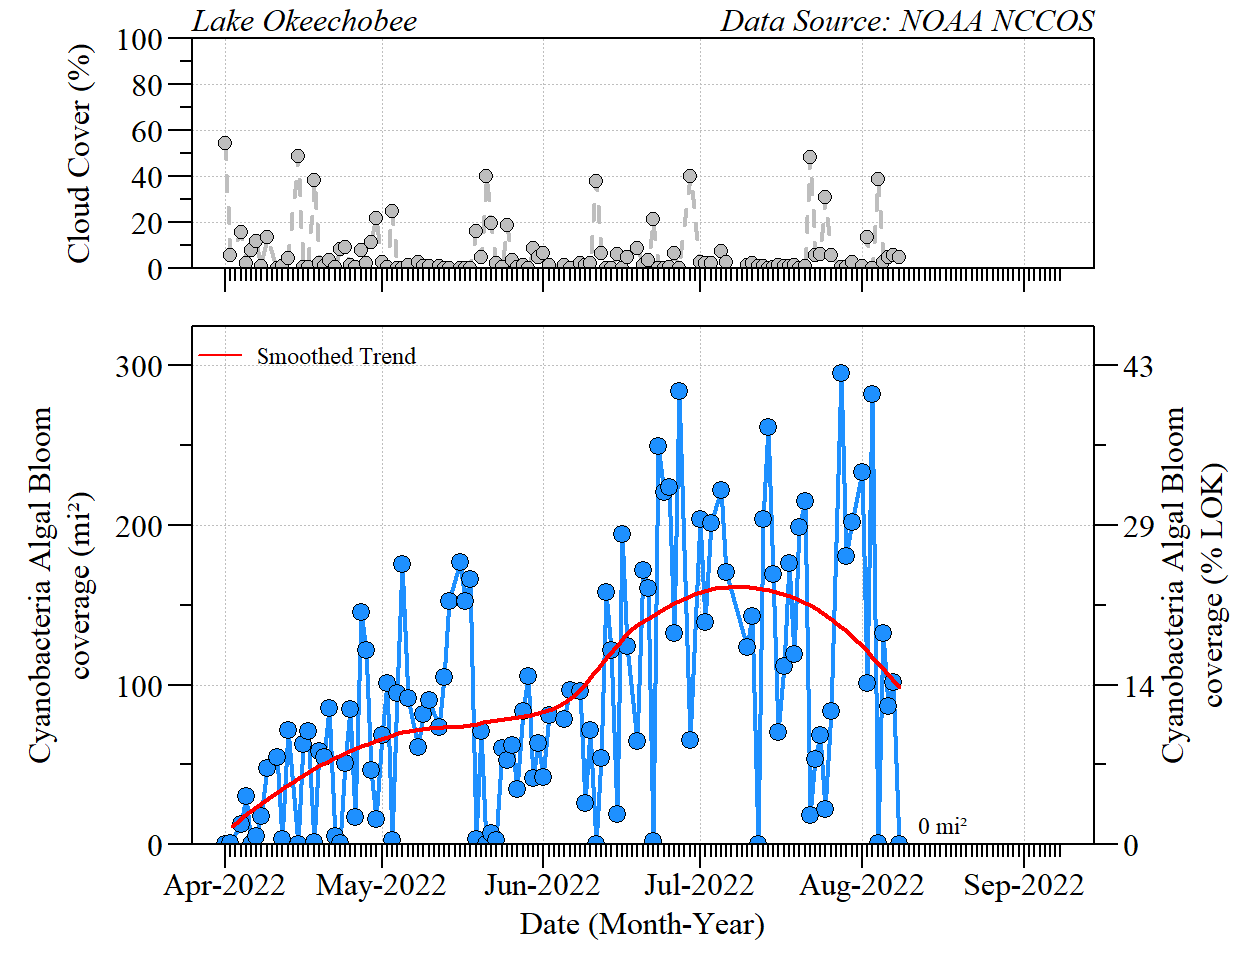 Lake Okeechobee
Data Source: NOAA NCCOS
Cloud Cover (%)
100
80
60
40
20
0
Smoothed Trend
Cyanobacteria Algal Bloom
coverage (mi²)
300
200
100
0
43
29
14
0
Cyanobacteria Algal Bloom
coverage (% LOK)
0 mi²
Apr-2022
May-2022
Jun-2022
Jul-2022
Aug-2022
Sep-2022
Date (Month-Year)